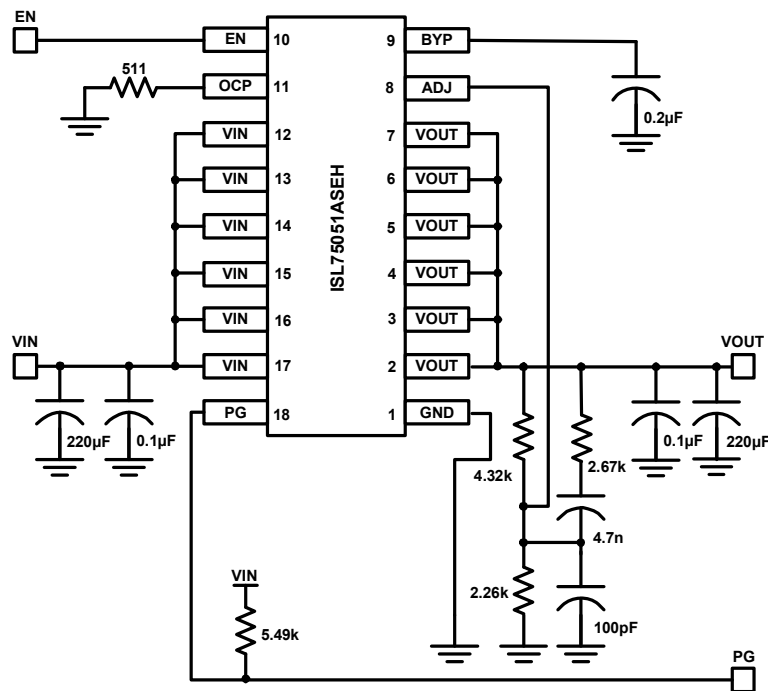 EN
EN 10
9 BYP
511
OCP 11
8 ADJ
0.2µF
VIN 12
7 VOUT
VIN 13
6 VOUT
ISL75051ASEH
VIN 14
5 VOUT
VIN 15
4 VOUT
VIN 16
3 VOUT
VIN
VIN 17
2 VOUT
VOUT
PG 18
1 GND
220µF
0.1µF
4.32k
2.67k
0.1µF
220µF
4.7n
VIN
2.26k
100pF
5.49k
PG